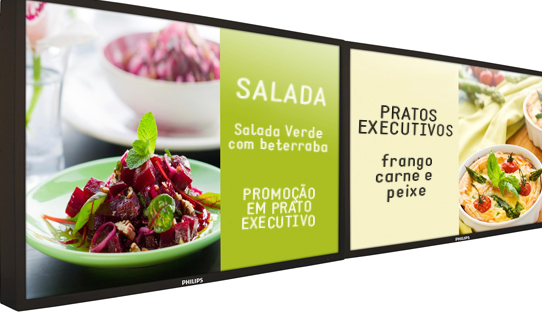 SALADA
Salada Verde
com beterraba
PROMOÇÃO
EM PRATO
EXECUTIVO
PHILIPS
PRATOS
EXECUTIVOS
frango
carne e
peixe
PHILIPS